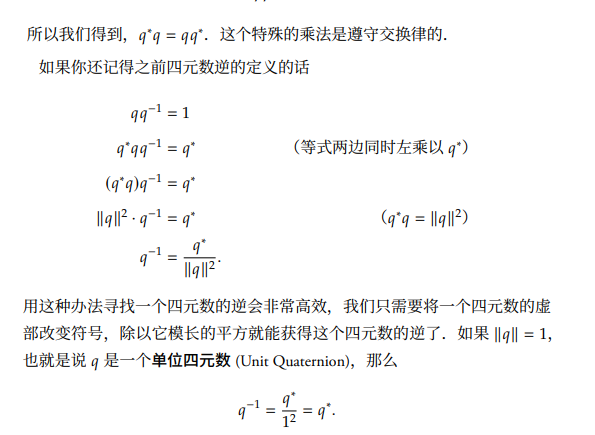 所以我们得到，q*q = qq*．这个特殊的乘法是遵守交换律的．
如果你还记得之前四元数逆的定义的话
qq⁻¹ = 1
q*qq⁻¹ = q* （等式两边同时左乘以 q*）
(q*q)q⁻¹ = q*
‖q‖² · q⁻¹ = q* （q*q = ‖q‖²）
q⁻¹ = q*/‖q‖².
用这种办法寻找一个四元数的逆会非常高效，我们只需要将一个四元数的虚
部改变符号，除以它模长的平方就能获得这个四元数的逆了．如果 ‖q‖ = 1，
也就是说 q 是一个单位四元数 (Unit Quaternion)，那么
q⁻¹ = q*/1² = q*.